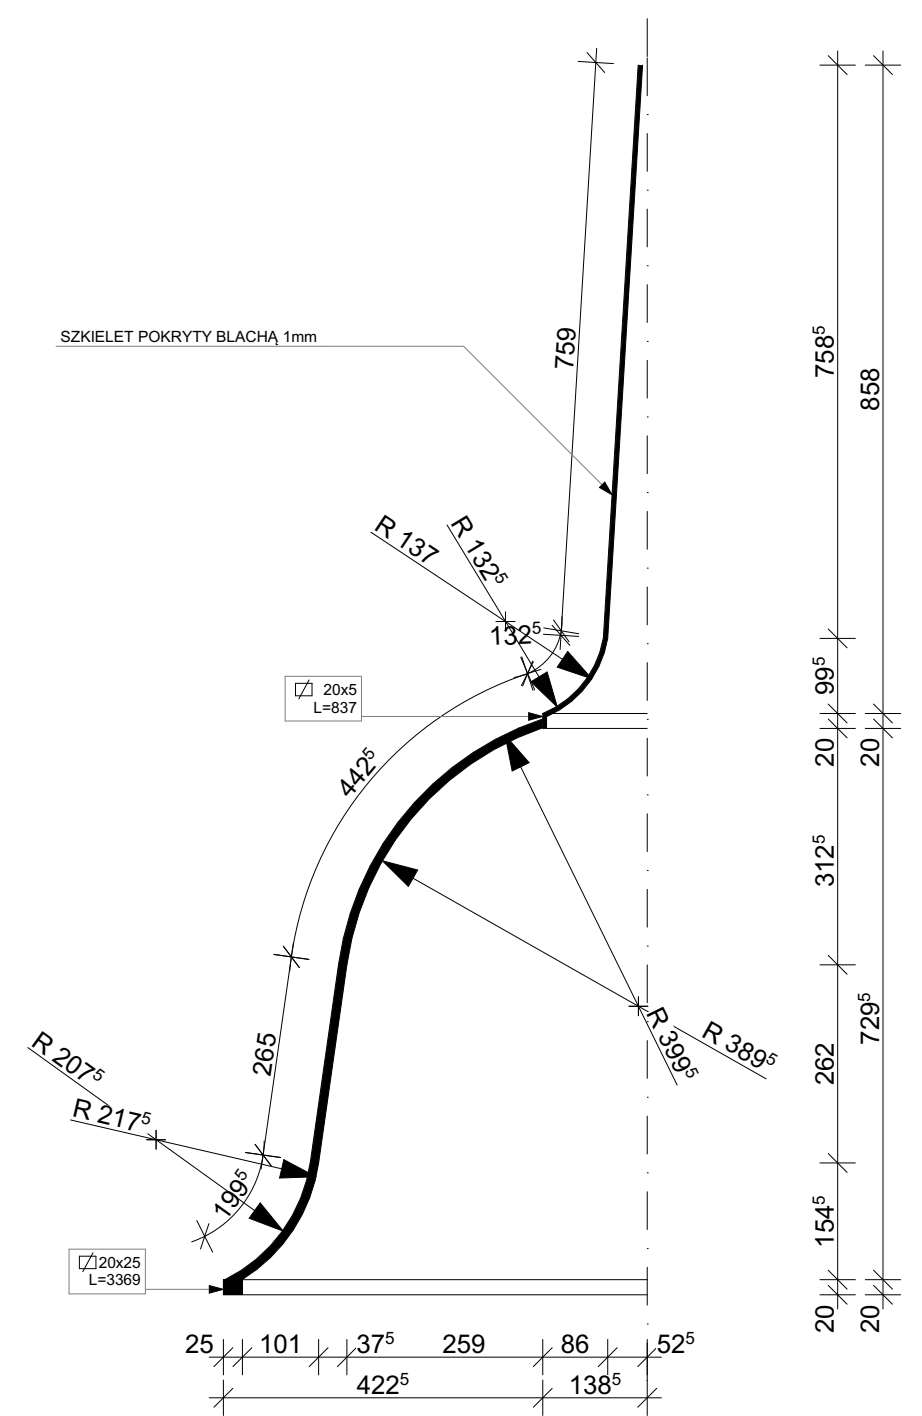 759
SZKIELET POKRYTY BLACHĄ 1mm
758⁵
858
R 137
R 132⁵
132⁵
99⁵
20x5
L=837
20
20
442⁵
312⁵
R 399⁵
R 389⁵
729⁵
265
262
R 207⁵
R 217⁵
199⁵
154⁵
20x25
L=3369
20
20
25 101 37⁵ 259 86 52⁵
422⁵ 138⁵